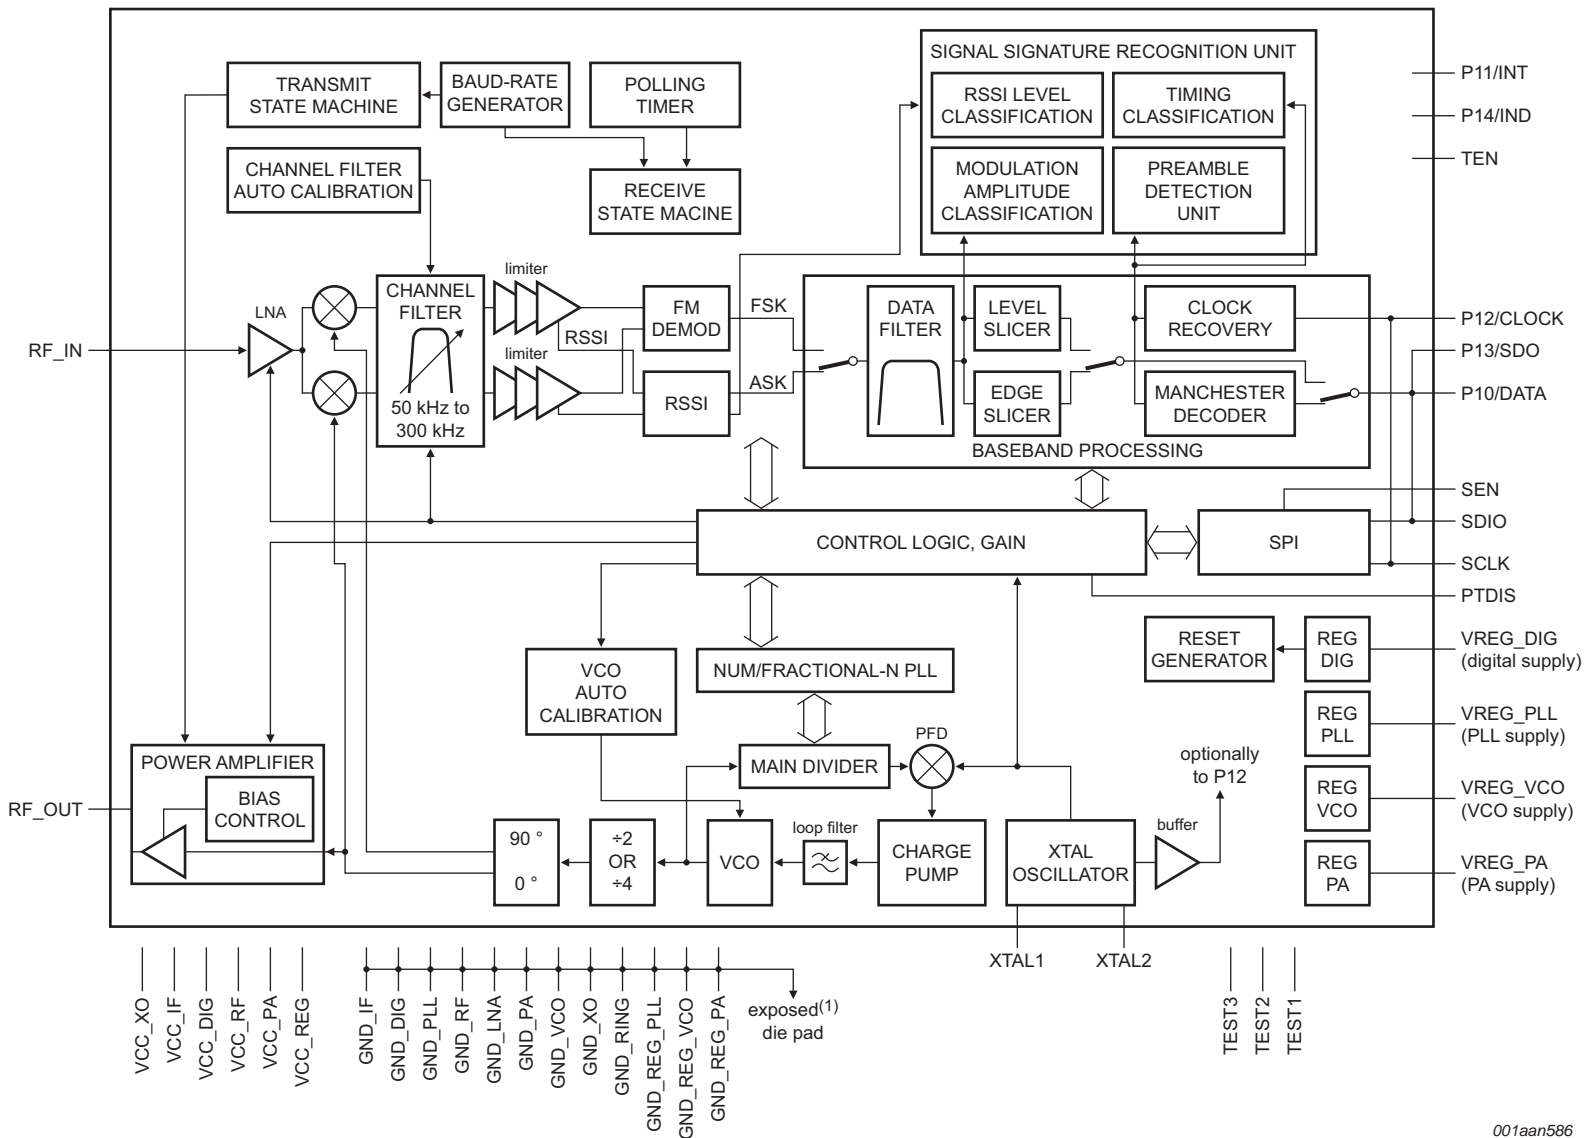 SIGNAL SIGNATURE RECOGNITION UNIT
TRANSMIT
STATE MACHINE
BAUD-RATE
GENERATOR
POLLING
TIMER
RSSI LEVEL
CLASSIFICATION
TIMING
CLASSIFICATION
P11/INT
P14/IND
TEN
CHANNEL FILTER
AUTO CALIBRATION
RECEIVE
STATE MACINE
MODULATION
AMPLITUDE
CLASSIFICATION
PREAMBLE
DETECTION
UNIT
LNA
CHANNEL
FILTER
50 kHz to
300 kHz
limiter
RSSI
limiter
FM
DEMOD
RSSI
FSK
ASK
DATA
FILTER
LEVEL
SLICER
EDGE
SLICER
CLOCK
RECOVERY
MANCHESTER
DECODER
BASEBAND PROCESSING
RF_IN
P12/CLOCK
P13/SDO
P10/DATA
SEN
SDIO
SCLK
PTDIS
CONTROL LOGIC, GAIN
SPI
VCO
AUTO
CALIBRATION
NUM/FRACTIONAL-N PLL
RESET
GENERATOR
REG
DIG
VREG_DIG
(digital supply)
REG
PLL
VREG_PLL
(PLL supply)
POWER AMPLIFIER
BIAS
CONTROL
MAIN DIVIDER
PFD
optionally
to P12
REG
VCO
VREG_VCO
(VCO supply)
RF_OUT
90 °
0 °
÷2
OR
÷4
VCO
loop filter
CHARGE
PUMP
XTAL
OSCILLATOR
buffer
REG
PA
VREG_PA
(PA supply)
XTAL1
XTAL2
VCC_XO
VCC_IF
VCC_DIG
VCC_RF
VCC_PA
VCC_REG
GND_IF
GND_DIG
GND_PLL
GND_RF
GND_LNA
GND_PA
GND_VCO
GND_XO
GND_RING
GND_REG_PLL
GND_REG_VCO
GND_REG_PA
exposed(1)
die pad
TEST3
TEST2
TEST1
001aan586